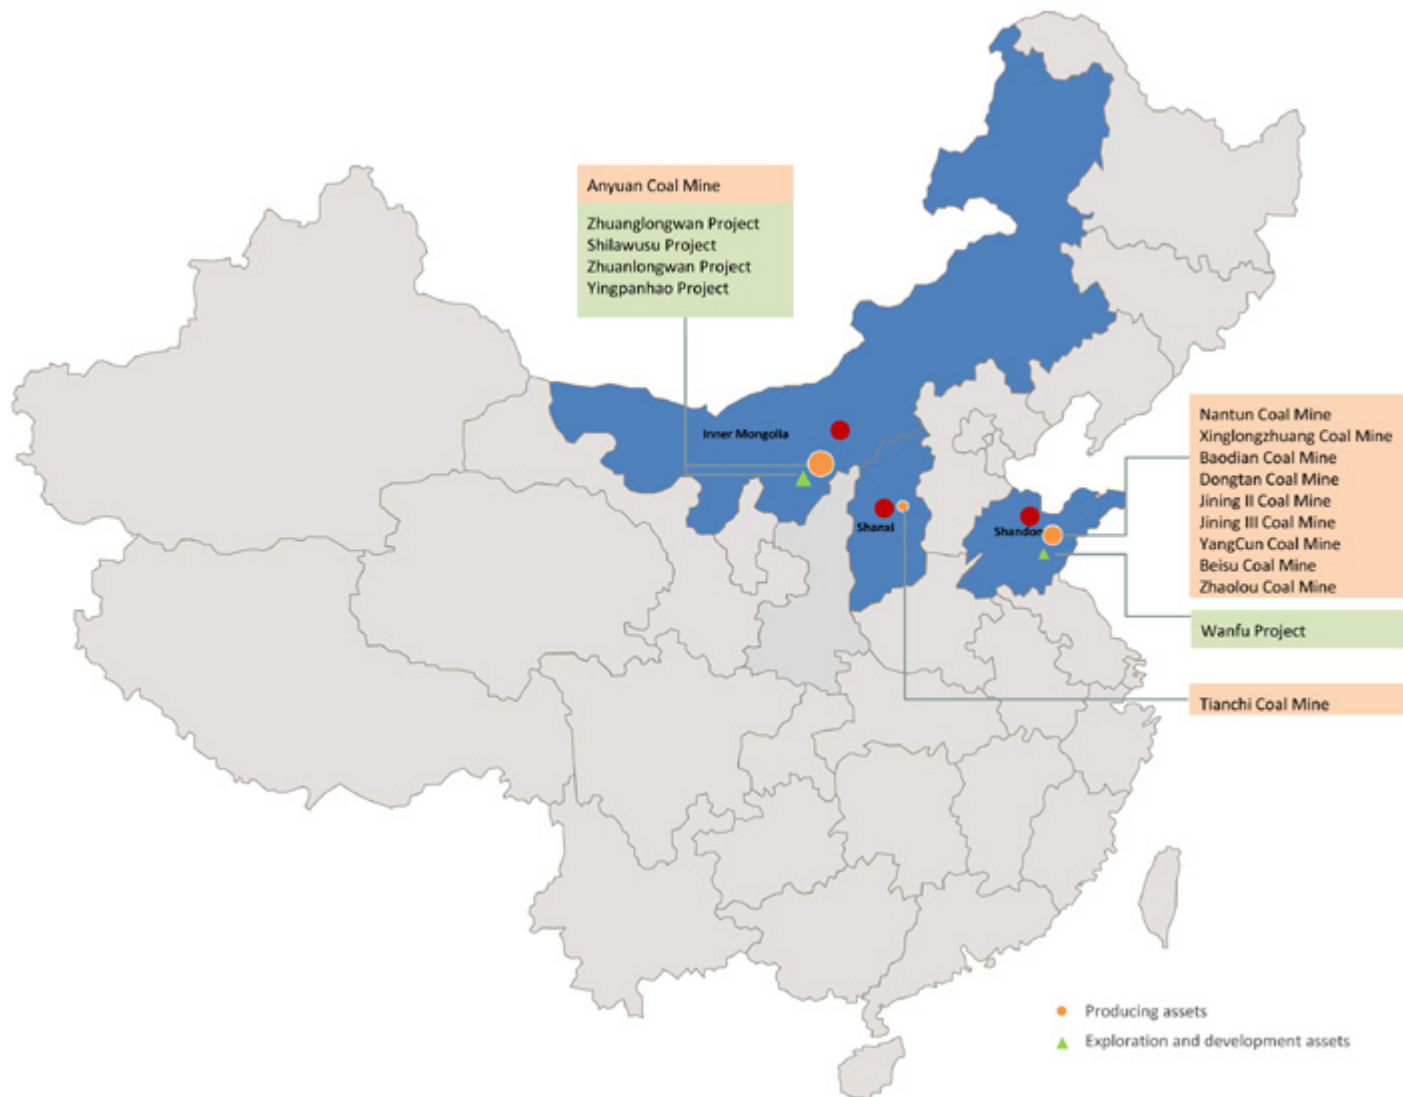 Anyuan Coal Mine
Zhuanglongwan Project
Shilawusu Project
Zhuanlongwan Project
Yingpanhao Project
Inner Mongolia
Shanxi
Shandon
Nantun Coal Mine
Xinglongzhuang Coal Mine
Baodian Coal Mine
Dongtan Coal Mine
Jining II Coal Mine
Jining III Coal Mine
YangCun Coal Mine
Beisu Coal Mine
Zhaolou Coal Mine
Wanfu Project
Tianchi Coal Mine
Producing assets
Exploration and development assets